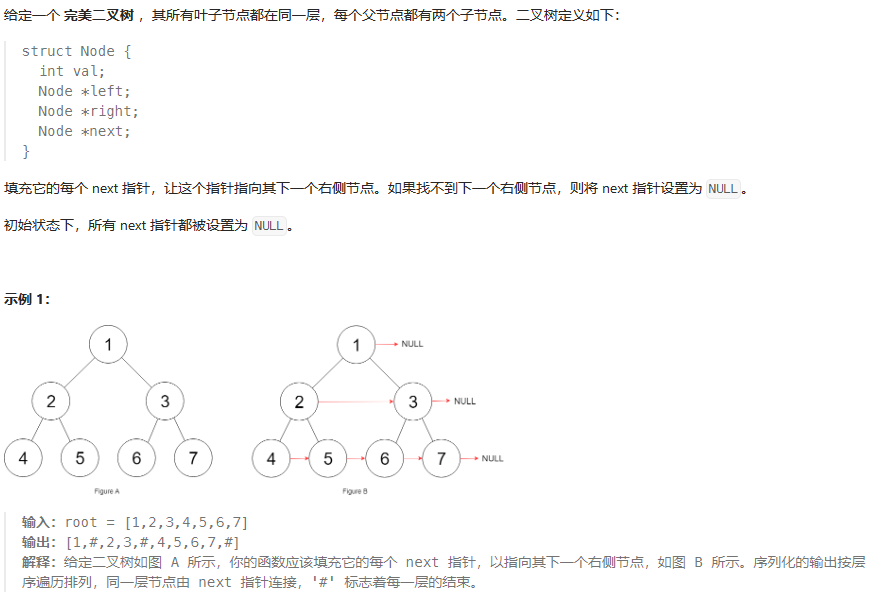 给定一个 完美二叉树 ，其所有叶子节点都在同一层，每个父节点都有两个子节点。二叉树定义如下：
struct Node {
  int val;
  Node *left;
  Node *right;
  Node *next;
}
填充它的每个 next 指针，让这个指针指向其下一个右侧节点。如果找不到下一个右侧节点，则将 next 指针设置为 NULL。
初始状态下，所有 next 指针都被设置为 NULL。
示例 1：
1 1 NULL
2 3 2 3 NULL
4 5 6 7 4 5 6 7 NULL
Figure A Figure B
输入：root = [1,2,3,4,5,6,7]
输出：[1,#,2,3,#,4,5,6,7,#]
解释：给定二叉树如图 A 所示，你的函数应该填充它的每个 next 指针，以指向其下一个右侧节点，如图 B 所示。序列化的输出按层
序遍历排列，同一层节点由 next 指针连接，'#' 标志着每一层的结束。